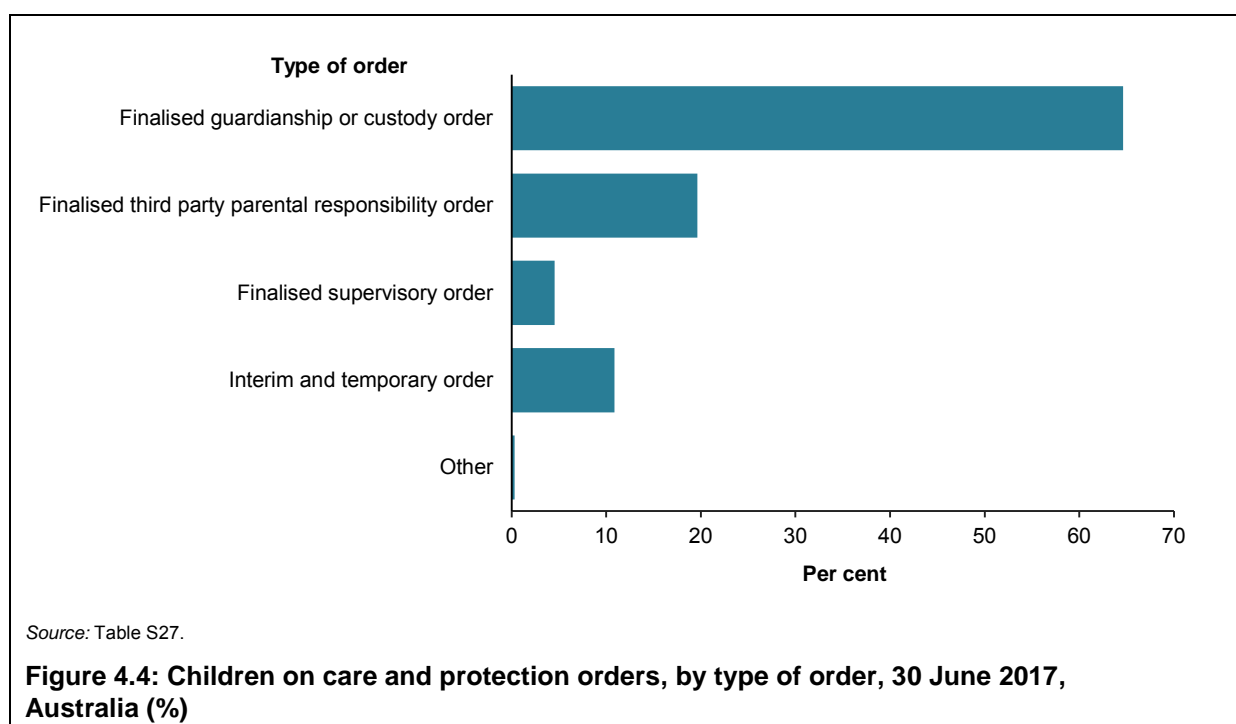 Type of order
Finalised guardianship or custody order
Finalised third party parental responsibility order
Finalised supervisory order
Interim and temporary order
Other
0 10 20 30 40 50 60 70
Per cent
Source: Table S27.
Figure 4.4: Children on care and protection orders, by type of order, 30 June 2017,
Australia (%)